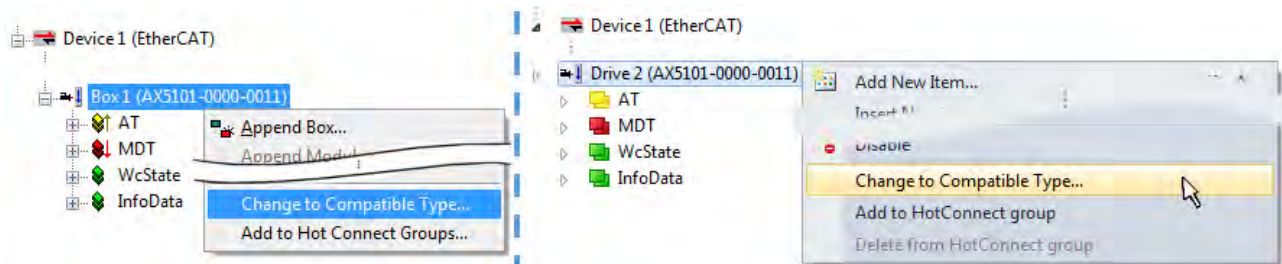 Device 1 (EtherCAT)
Box 1 (AX5101-0000-0011)
AT
MDT
WcState
InfoData
Append Box...
Append Modul
Change to Compatible Type...
Add to Hot Connect Groups...
Device 1 (EtherCAT)
Drive 2 (AX5101-0000-0011)
AT
MDT
WcState
InfoData
Add New Item...
Insert
Disable
Change to Compatible Type...
Add to HotConnect group
Delete from HotConnect group